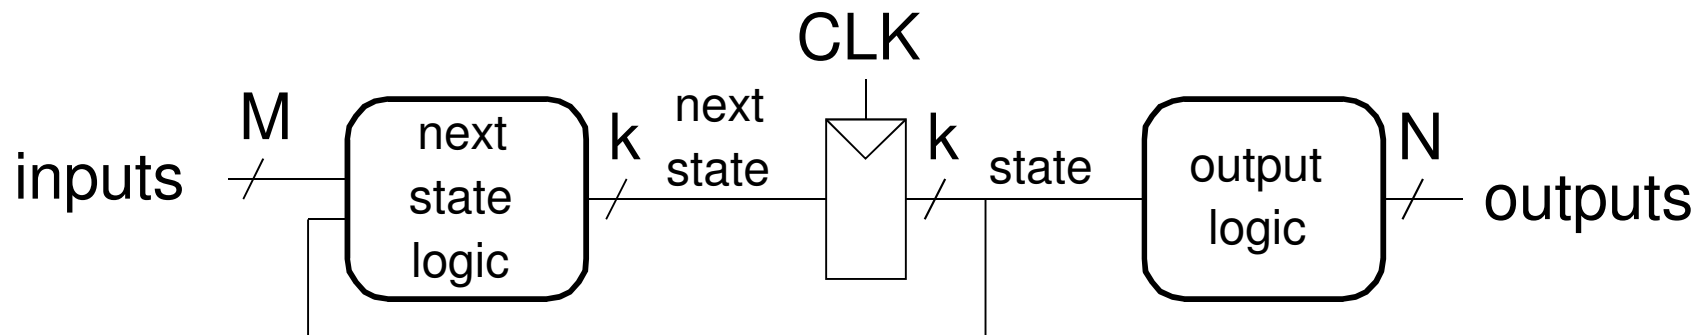 CLK
inputs
M
next
state
logic
k
next
state
k
state
output
logic
N
outputs